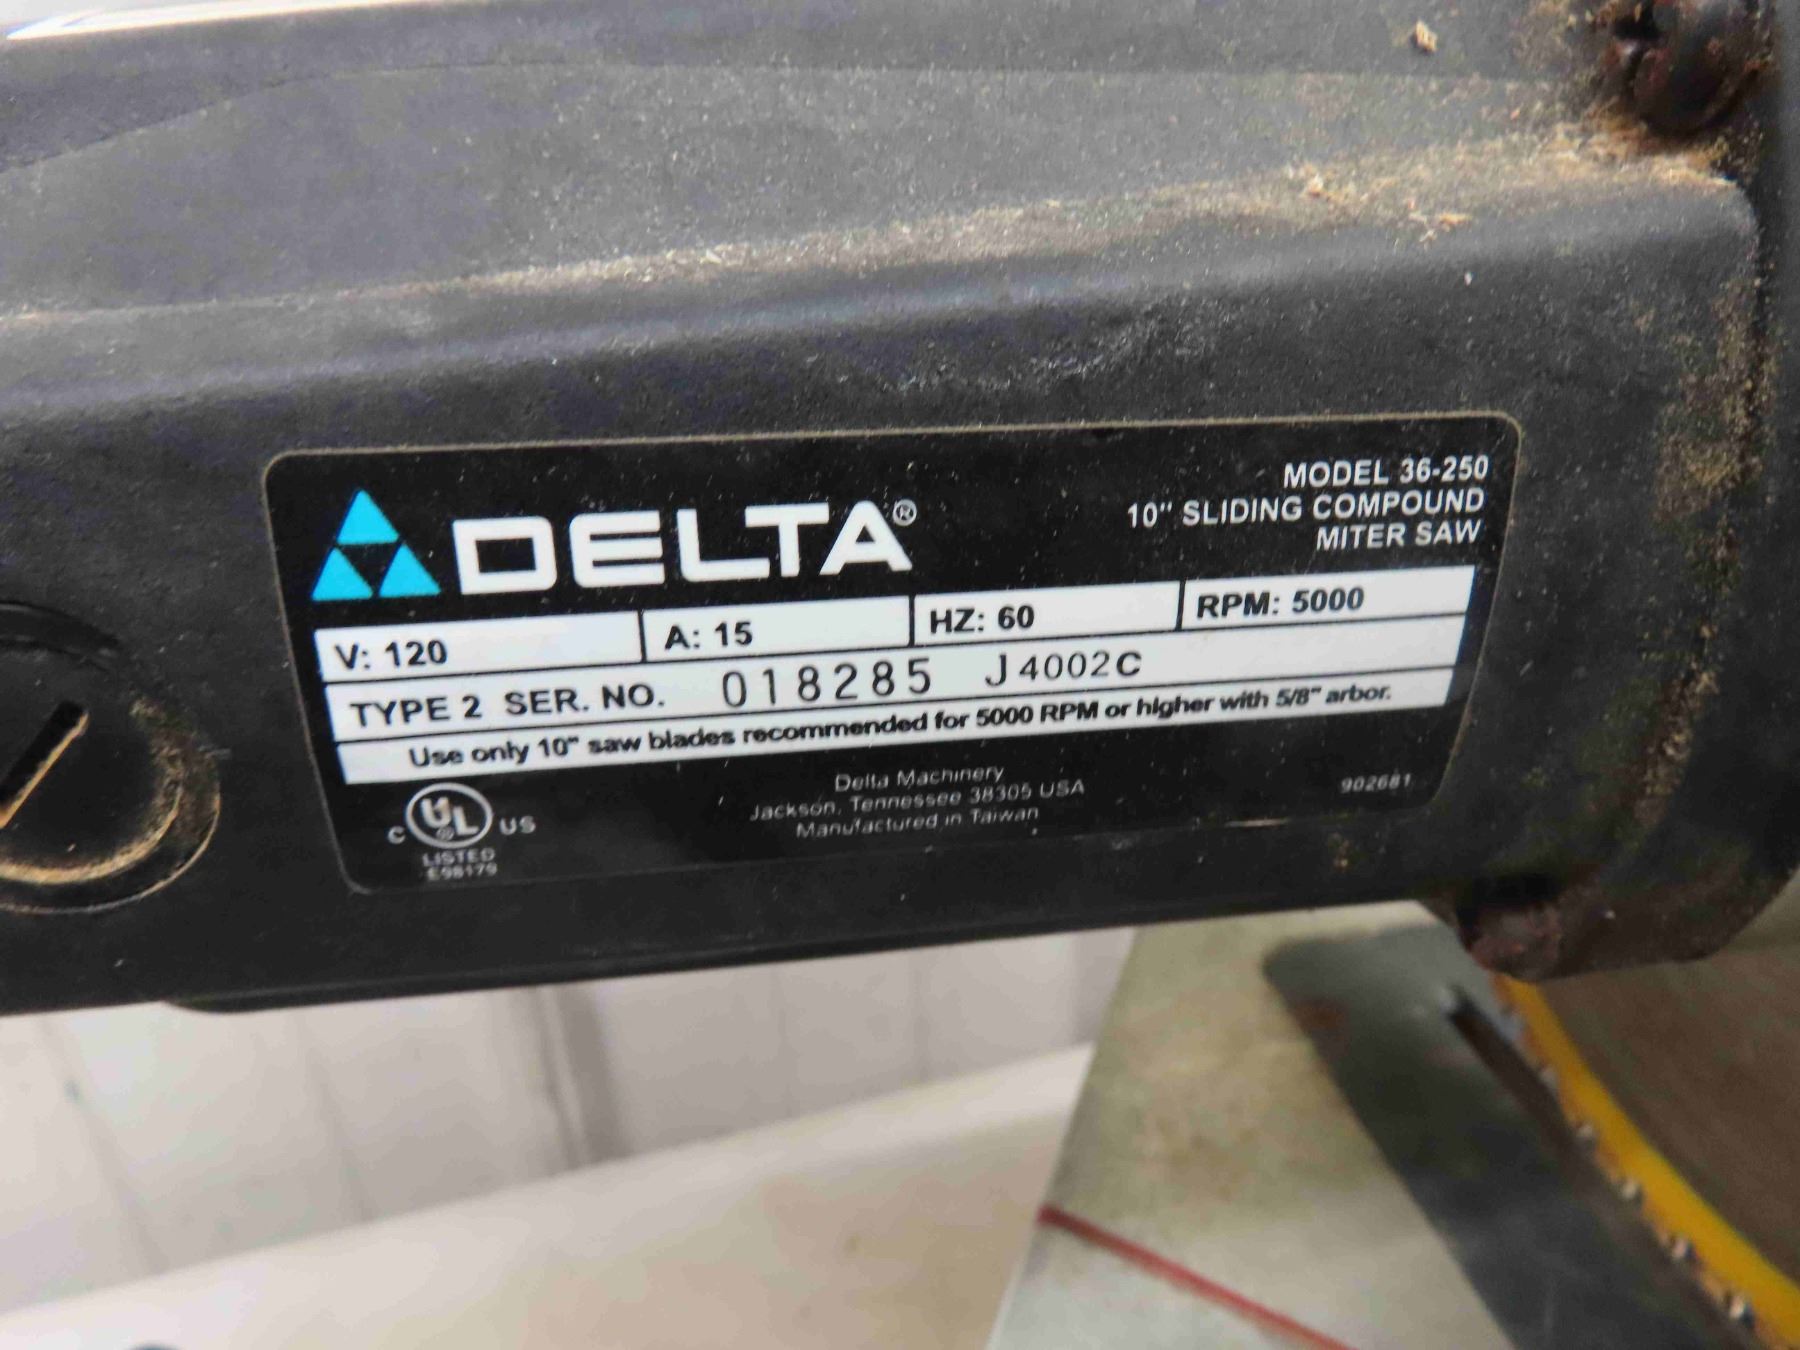 DELTA®
MODEL 36-250
10" SLIDING COMPOUND
MITER SAW
V: 120 A: 15 HZ: 60 RPM: 5000
TYPE 2 SER. NO. 018285 J4002C
Use only 10" saw blades recommended for 5000 RPM or higher with 5/8" arbor.
Delta Machinery
Jackson, Tennessee 38305 USA
Manufactured in Taiwan
902681
C UL® US
LISTED
E98179